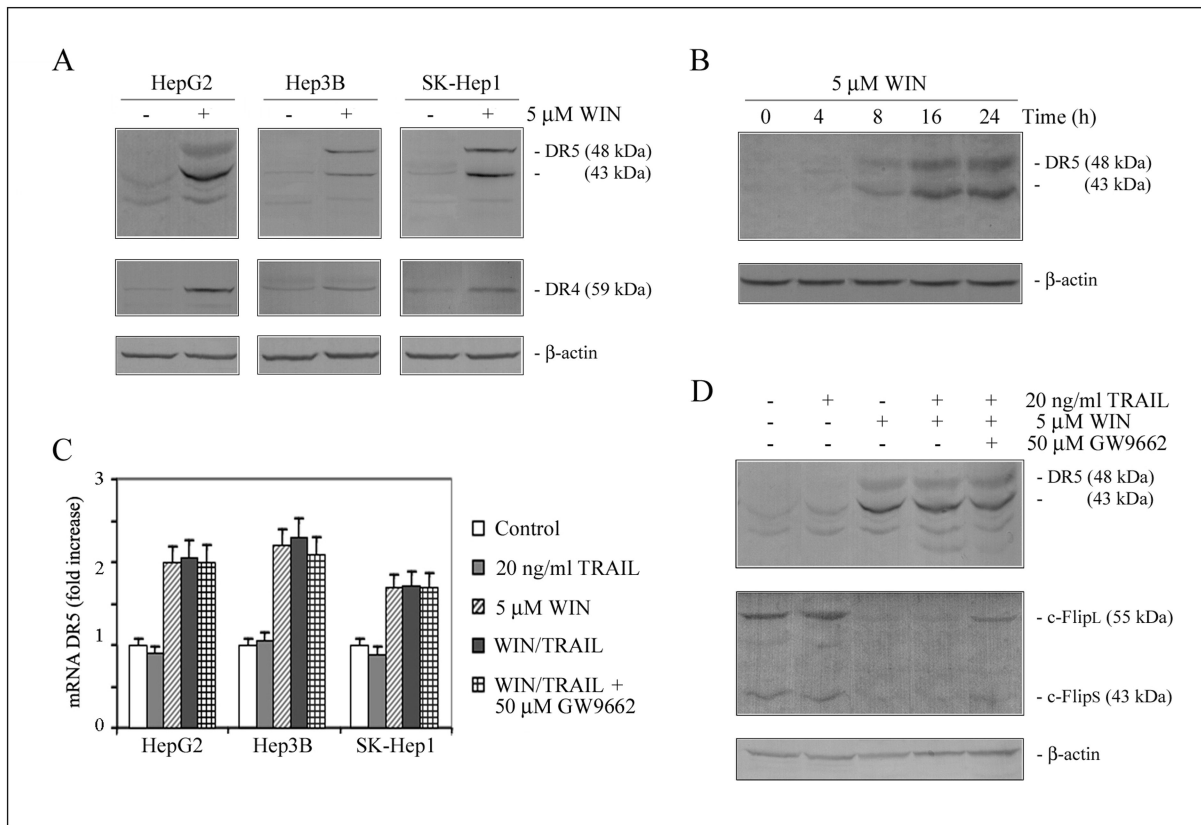 A
HepG2 Hep3B SK-Hep1
- + - + - + 5 μM WIN
- DR5 (48 kDa)
- (43 kDa)
- DR4 (59 kDa)
- β-actin
B
5 μM WIN
0 4 8 16 24 Time (h)
- DR5 (48 kDa)
- (43 kDa)
- β-actin
C
mRNA DR5 (fold increase)
3
2
1
0
HepG2 Hep3B SK-Hep1
Control
20 ng/ml TRAIL
5 μM WIN
WIN/TRAIL
WIN/TRAIL +
50 μM GW9662
D
- + - + + 20 ng/ml TRAIL
- - + + + 5 μM WIN
- - - - + 50 μM GW9662
- DR5 (48 kDa)
- (43 kDa)
- c-FlipL (55 kDa)
- c-FlipS (43 kDa)
- β-actin